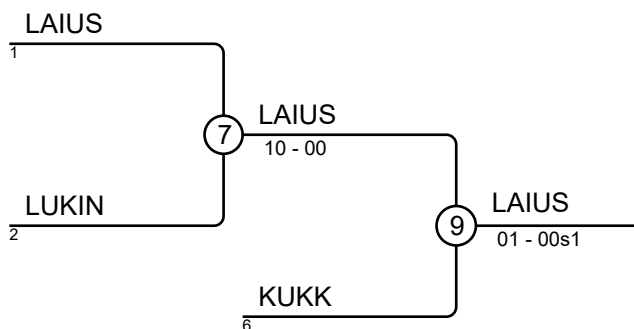 LAIUS
1
7
LAIUS
10 - 00
LUKIN
2
9
LAIUS
01 - 00s1
KUKK
6